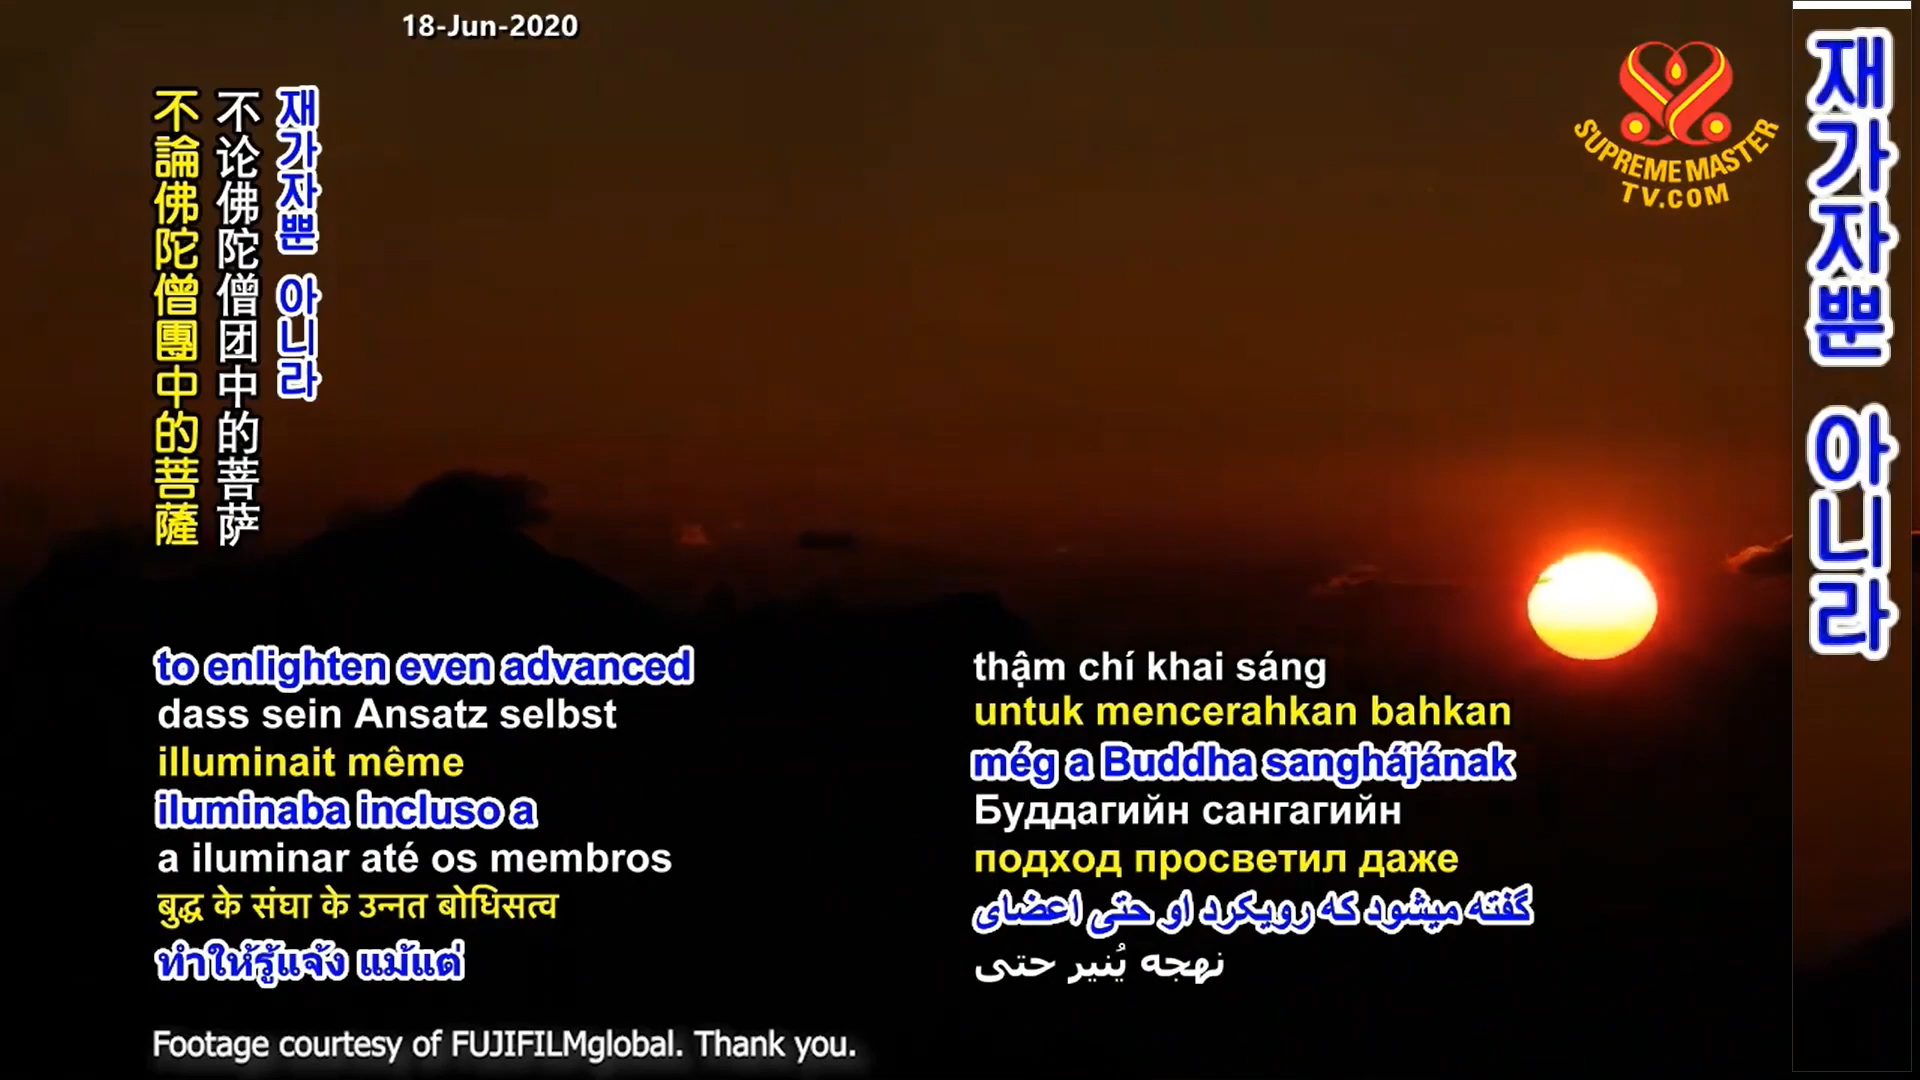 18-Jun-2020
재가자뿐 아니라
不论佛陀僧团中的菩萨
不論佛陀僧團中的菩薩
SUPREME MASTER
TV.COM
재가자뿐 아니라
to enlighten even advanced
dass sein Ansatz selbst
illuminait même
iluminaba incluso a
a iluminar até os membros
बुद्ध के संघा के उन्नत बोधिसत्व
ทำให้รู้แจ้ง แม้แต่
thậm chí khai sáng
untuk mencerahkan bahkan
még a Buddha sanghájának
Буддагийн сангагийн
подход просветил даже
گفته میشود که رویکرد او حتی اعضای
نهجه يُنير حتى
Footage courtesy of FUJIFILMglobal. Thank you.